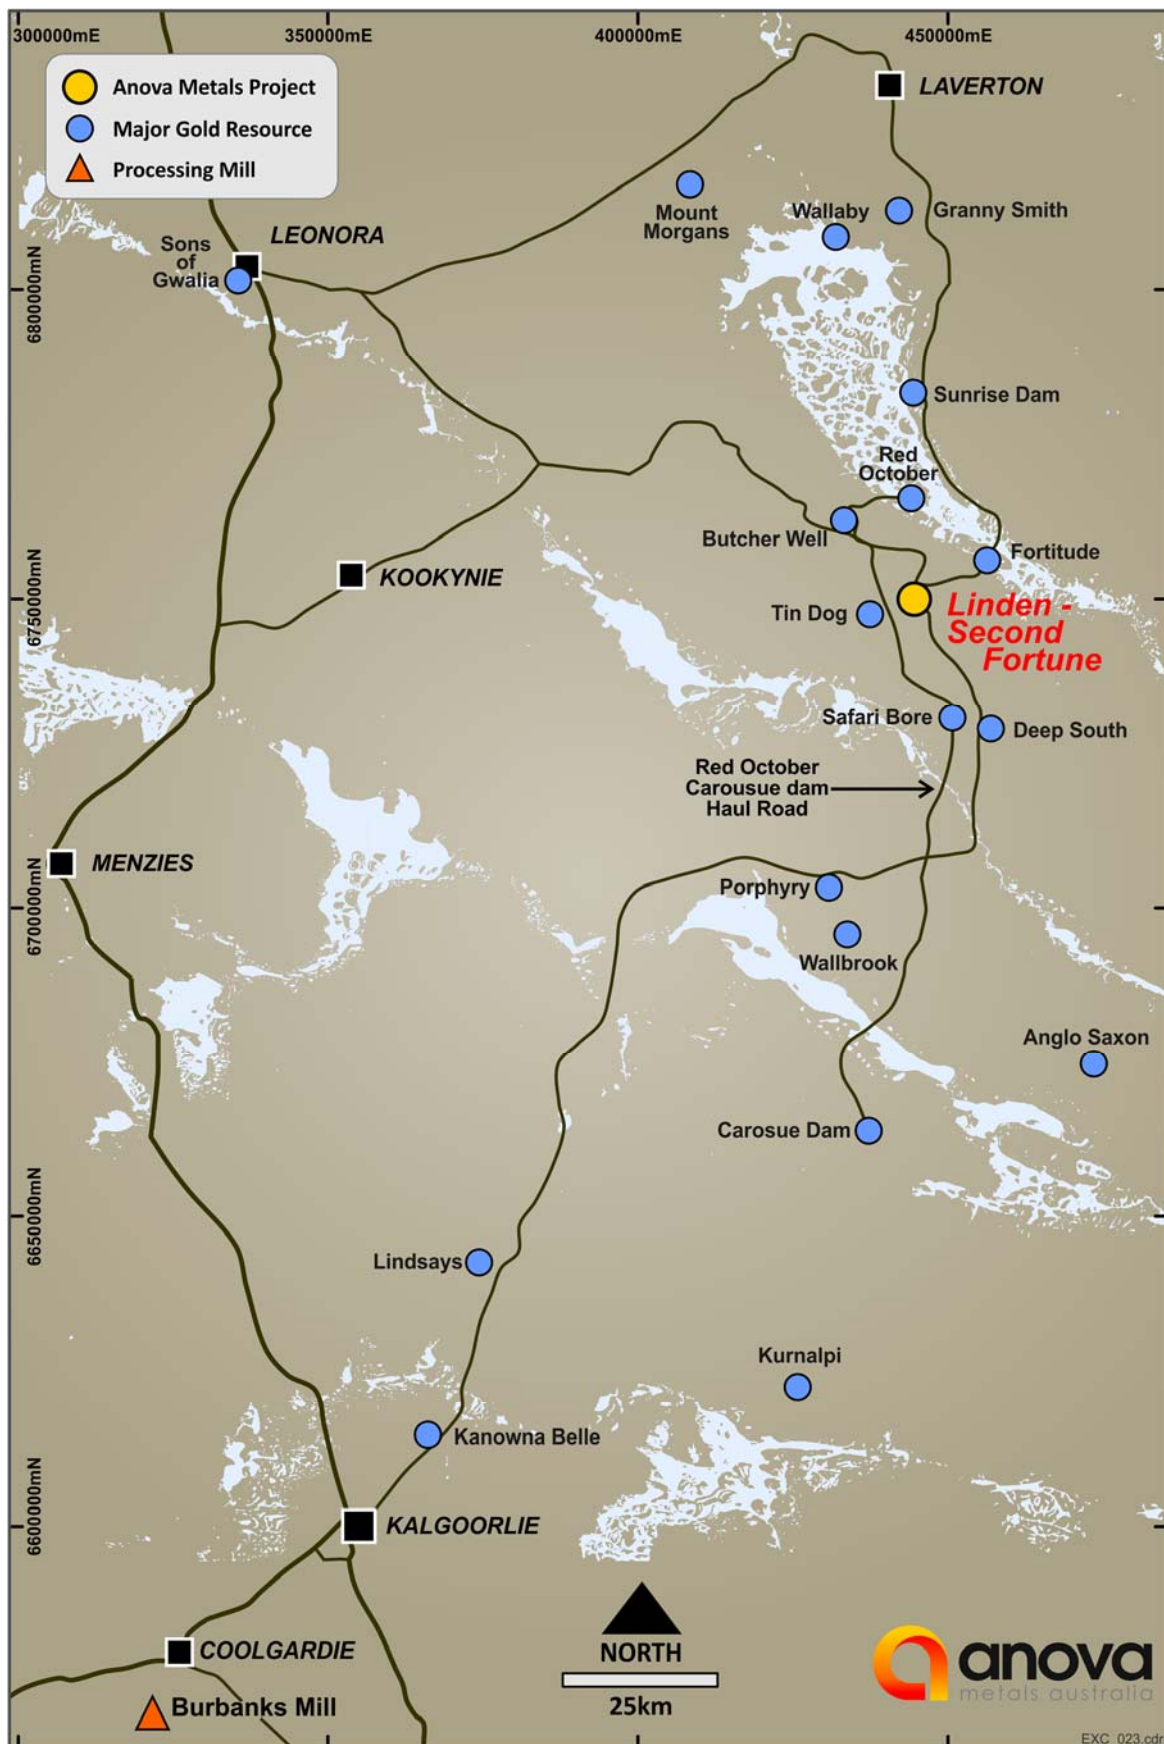 300000mE
350000mE
400000mE
450000mE
Anova Metals Project
Major Gold Resource
Processing Mill
LAVERTON
Mount
Morgans
Wallaby
Granny Smith
LEONORA
Sons
of
Gwalia
6800000mN
Sunrise Dam
Red
October
Butcher Well
Fortitude
KOOKYNIE
6750000mN
Tin Dog
Linden -
Second
Fortune
Safari Bore
Deep South
Red October
Carousue dam
Haul Road
MENZIES
6700000mN
Porphyry
Wallbrook
Anglo Saxon
Carosue Dam
6650000mN
Lindsays
Kurnalpi
Kanowna Belle
6600000mN
KALGOORLIE
COOLGARDIE
NORTH
25km
Burbanks Mill
anova
metals australia
EXC_023.cdr